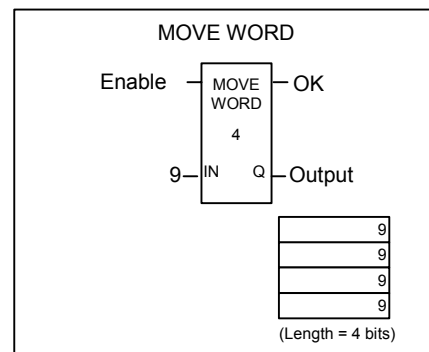 MOVE WORD
Enable
MOVE
WORD
OK
4
9
IN
Q
Output
9
9
9
9
(Length = 4 bits)